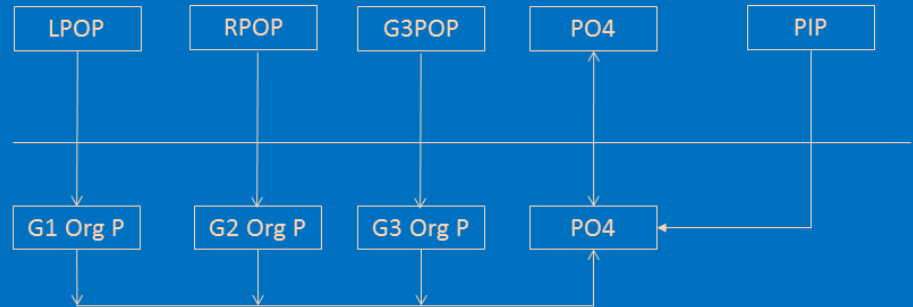 LPOP
RPOP
G3POP
PO4
PIP
G1 Org P
G2 Org P
G3 Org P
PO4